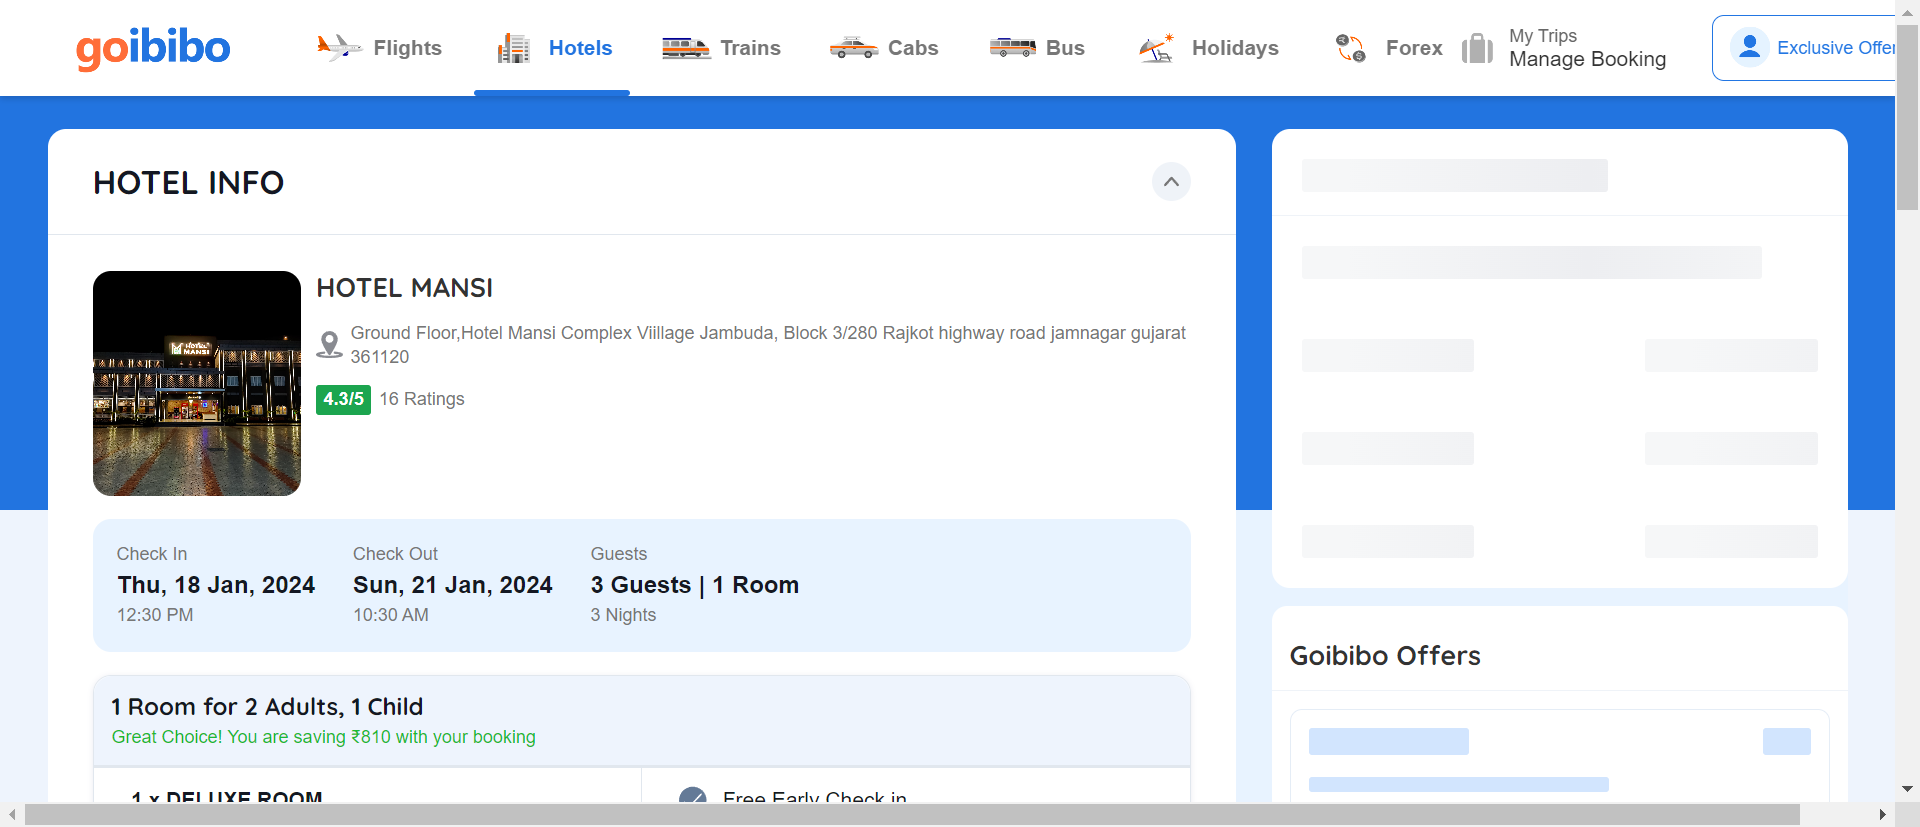 goibibo
Flights
Hotels
Trains
Cabs
Bus
Holidays
Forex
My Trips
Manage Booking
Exclusive Offer
HOTEL INFO
HOTEL MANSI
HOTEL MANSI
Ground Floor,Hotel Mansi Complex Viillage Jambuda, Block 3/280 Rajkot highway road jamnagar gujarat
361120
4.3/5 16 Ratings
Check In
Thu, 18 Jan, 2024
12:30 PM
Check Out
Sun, 21 Jan, 2024
10:30 AM
Guests
3 Guests | 1 Room
3 Nights
1 Room for 2 Adults, 1 Child
Great Choice! You are saving ₹810 with your booking
1 x DELUXE ROOM
Free Early Check in
Goibibo Offers